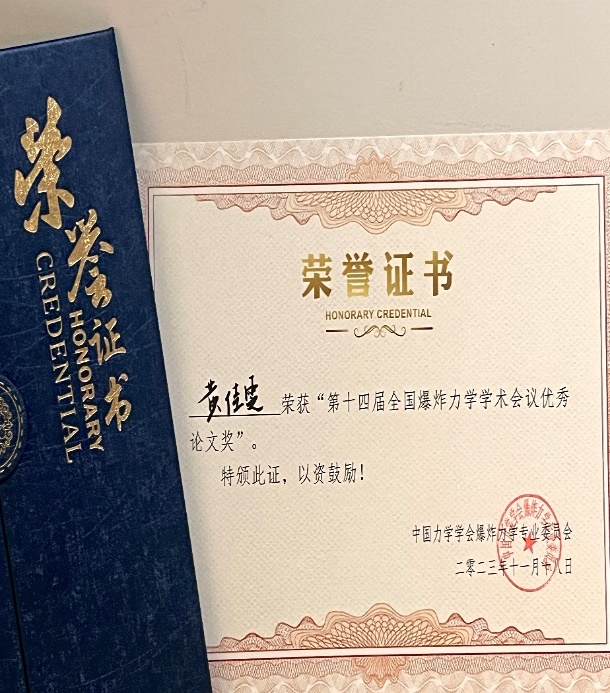 荣誉证书
HONORARY
CREDENTIAL
荣誉证书
HONORARY CREDENTIAL
黄佳雯 荣获“第十四届全国爆炸力学学术会议优秀
论文奖”。
特颁此证，以资鼓励！
中国力学学会爆炸力学专业委员会
二零二三年十一月十八日